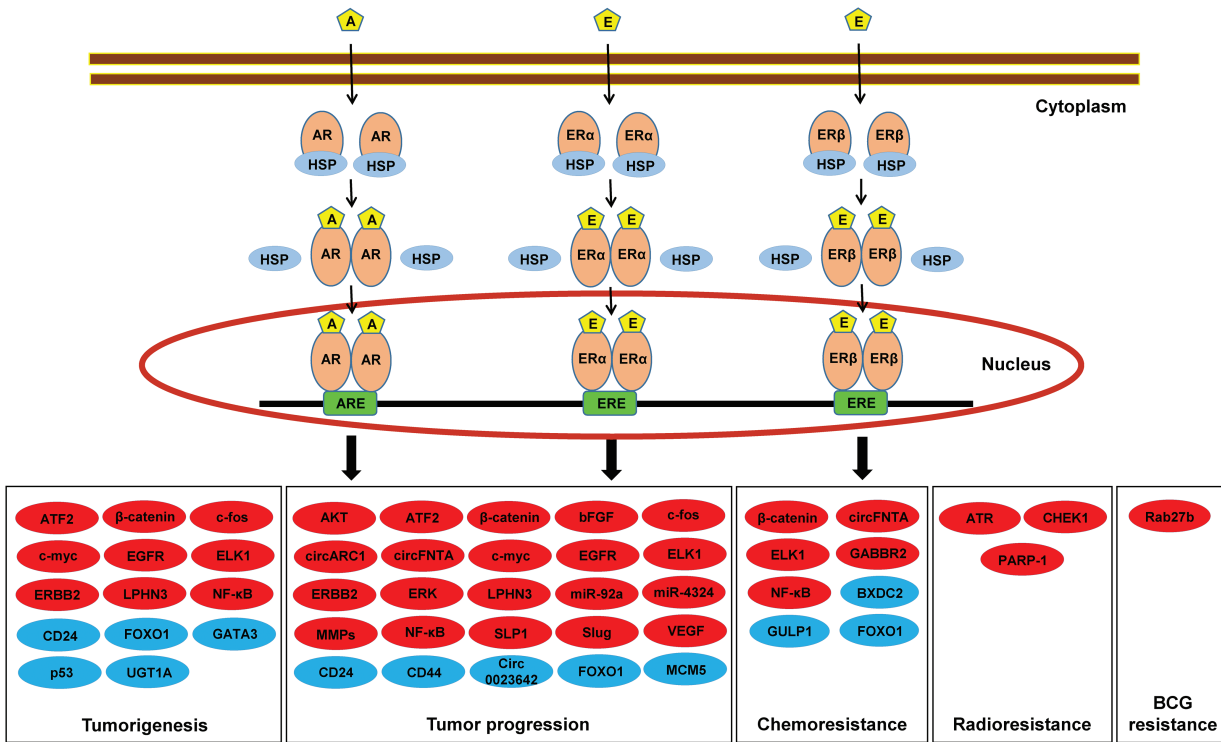 A E E
Cytoplasm
AR AR ERα ERα ERβ ERβ
HSP HSP HSP HSP HSP HSP
A A E E E E
HSP AR AR HSP HSP ERα ERα HSP HSP ERβ ERβ HSP
A A E E E E
AR AR ERα ERα ERβ ERβ Nucleus
ARE ERE ERE
ATF2 β-catenin c-fos
c-myc EGFR ELK1
ERBB2 LPHN3 NF-κB
CD24 FOXO1 GATA3
p53 UGT1A
Tumorigenesis
AKT ATF2 β-catenin bFGF c-fos
circARC1 circFNTA c-myc EGFR ELK1
ERBB2 ERK LPHN3 miR-92a miR-4324
MMPs NF-κB SLP1 Slug VEGF
CD24 CD44 Circ 0023642 FOXO1 MCM5
Tumor progression
β-catenin circFNTA
ELK1 GABBR2
NF-κB BXDC2
GULP1 FOXO1
Chemoresistance
ATR CHEK1
PARP-1
Radioresistance
Rab27b
BCG
resistance